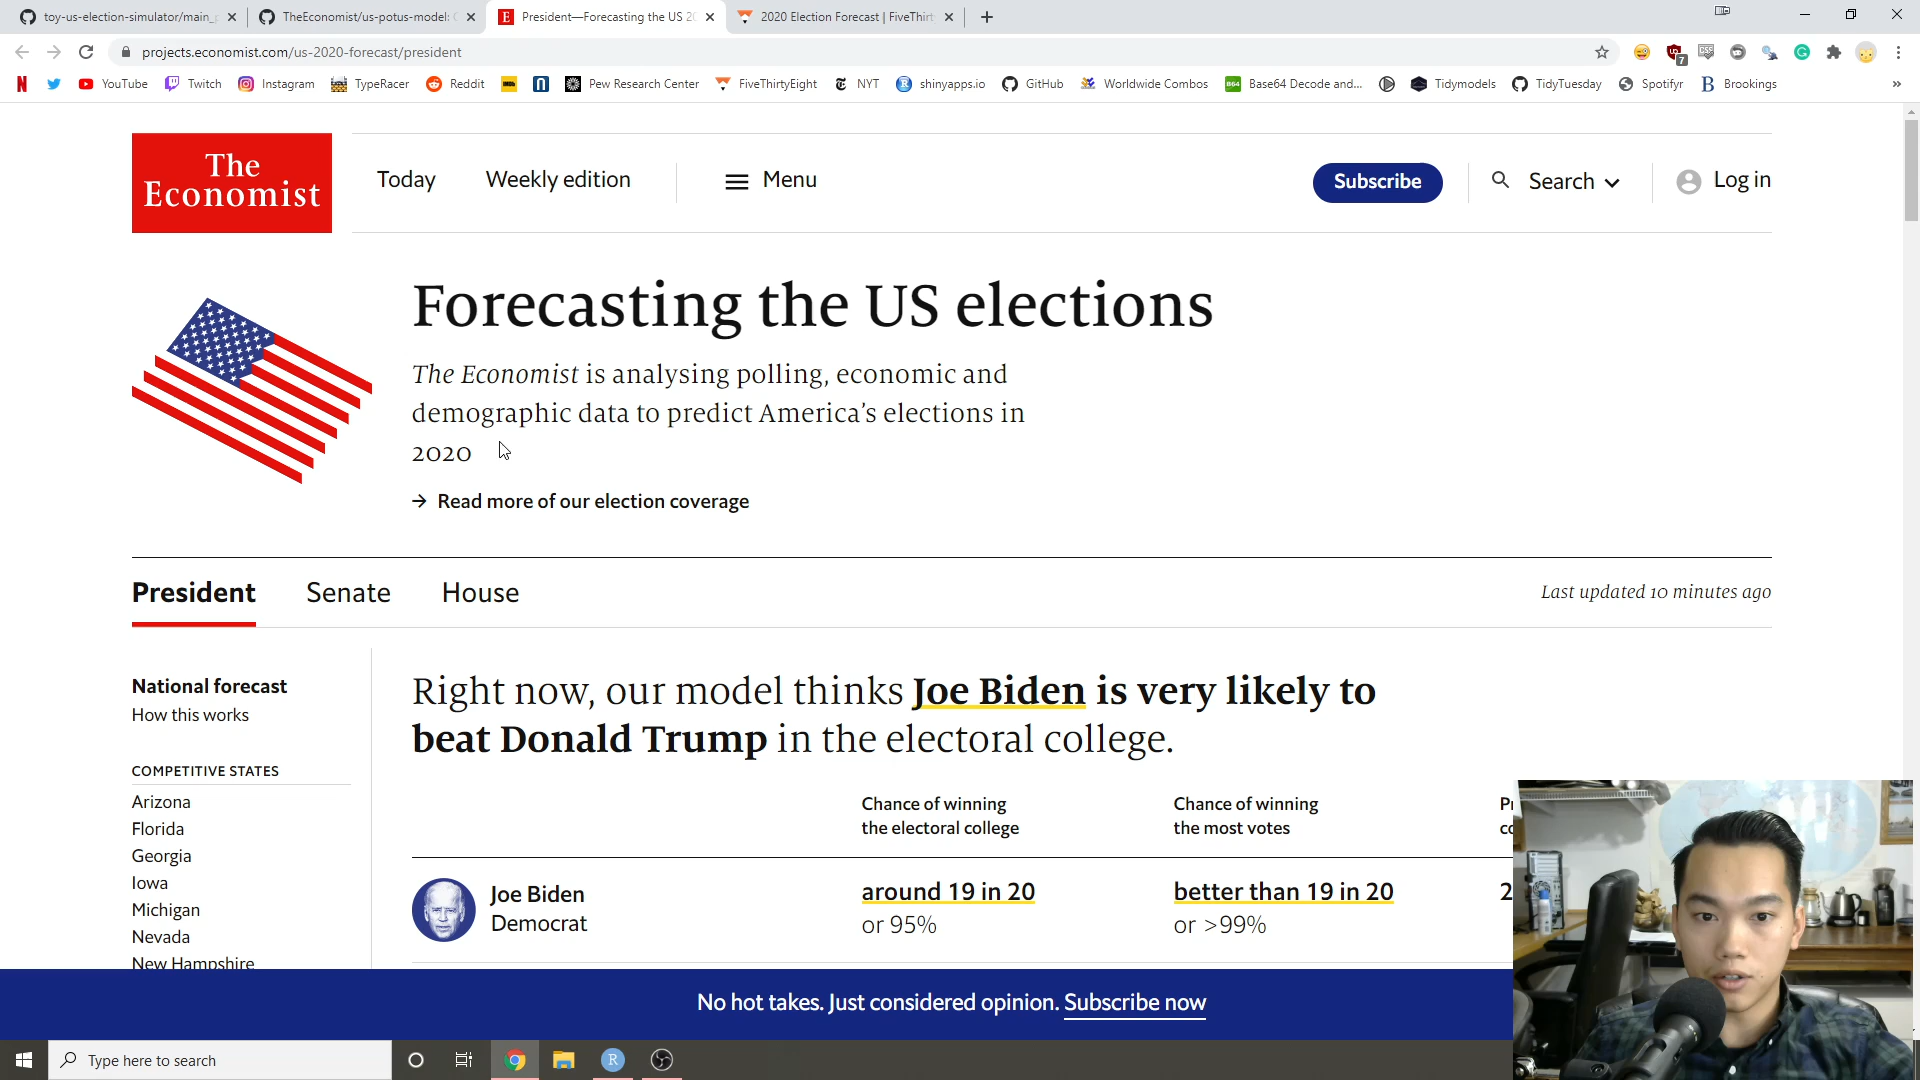 toy-us-election-simulator/main_
TheEconomist/us-potus-model:
President—Forecasting the US 20
2020 Election Forecast | FiveThirt
projects.economist.com/us-2020-forecast/president
7
YouTube
Twitch
Instagram
TypeRacer
Reddit
Pew Research Center
FiveThirtyEight
NYT
shinyapps.io
GitHub
Worldwide Combos
Base64 Decode and...
Tidymodels
TidyTuesday
Spotifyr
Brookings
The
Economist
Today
Weekly edition
Menu
Subscribe
Search
Log in
Forecasting the US elections
The Economist is analysing polling, economic and
demographic data to predict America's elections in
2020
→ Read more of our election coverage
President
Senate
House
Last updated 10 minutes ago
National forecast
How this works
COMPETITIVE STATES
Arizona
Florida
Georgia
Iowa
Michigan
Nevada
New Hampshire
Right now, our model thinks Joe Biden is very likely to
beat Donald Trump in the electoral college.
Chance of winning
the electoral college
Chance of winning
the most votes
Joe Biden
Democrat
around 19 in 20
or 95%
better than 19 in 20
or >99%
No hot takes. Just considered opinion. Subscribe now
Type here to search